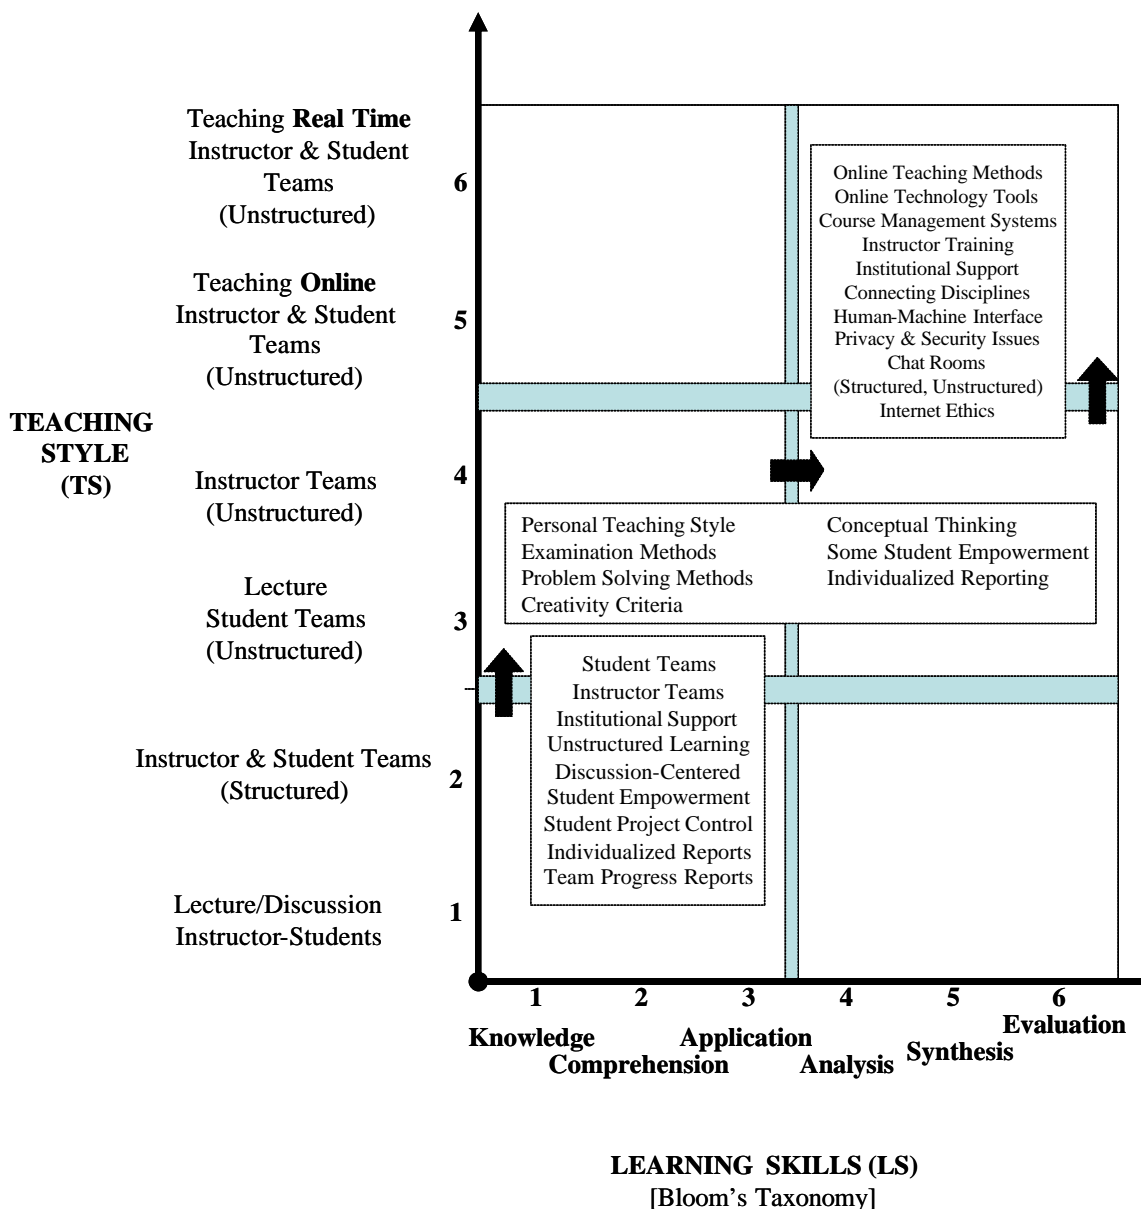 Teaching Real Time
Instructor & Student
Teams
(Unstructured)
6
Teaching Online
Instructor & Student
Teams
(Unstructured)
5
TEACHING
STYLE
(TS)
Instructor Teams
(Unstructured)
4
Lecture
Student Teams
(Unstructured)
3
Instructor & Student Teams
(Structured)
2
Lecture/Discussion
Instructor-Students
1
Online Teaching Methods
Online Technology Tools
Course Management Systems
Instructor Training
Institutional Support
Connecting Disciplines
Human-Machine Interface
Privacy & Security Issues
Chat Rooms
(Structured, Unstructured)
Internet Ethics
Personal Teaching Style
Examination Methods
Problem Solving Methods
Creativity Criteria
Conceptual Thinking
Some Student Empowerment
Individualized Reporting
Student Teams
Instructor Teams
Institutional Support
Unstructured Learning
Discussion-Centered
Student Empowerment
Student Project Control
Individualized Reports
Team Progress Reports
1 2 3 4 5 6
Knowledge
Comprehension
Application
Analysis
Synthesis
Evaluation
LEARNING SKILLS (LS)
[Bloom's Taxonomy]